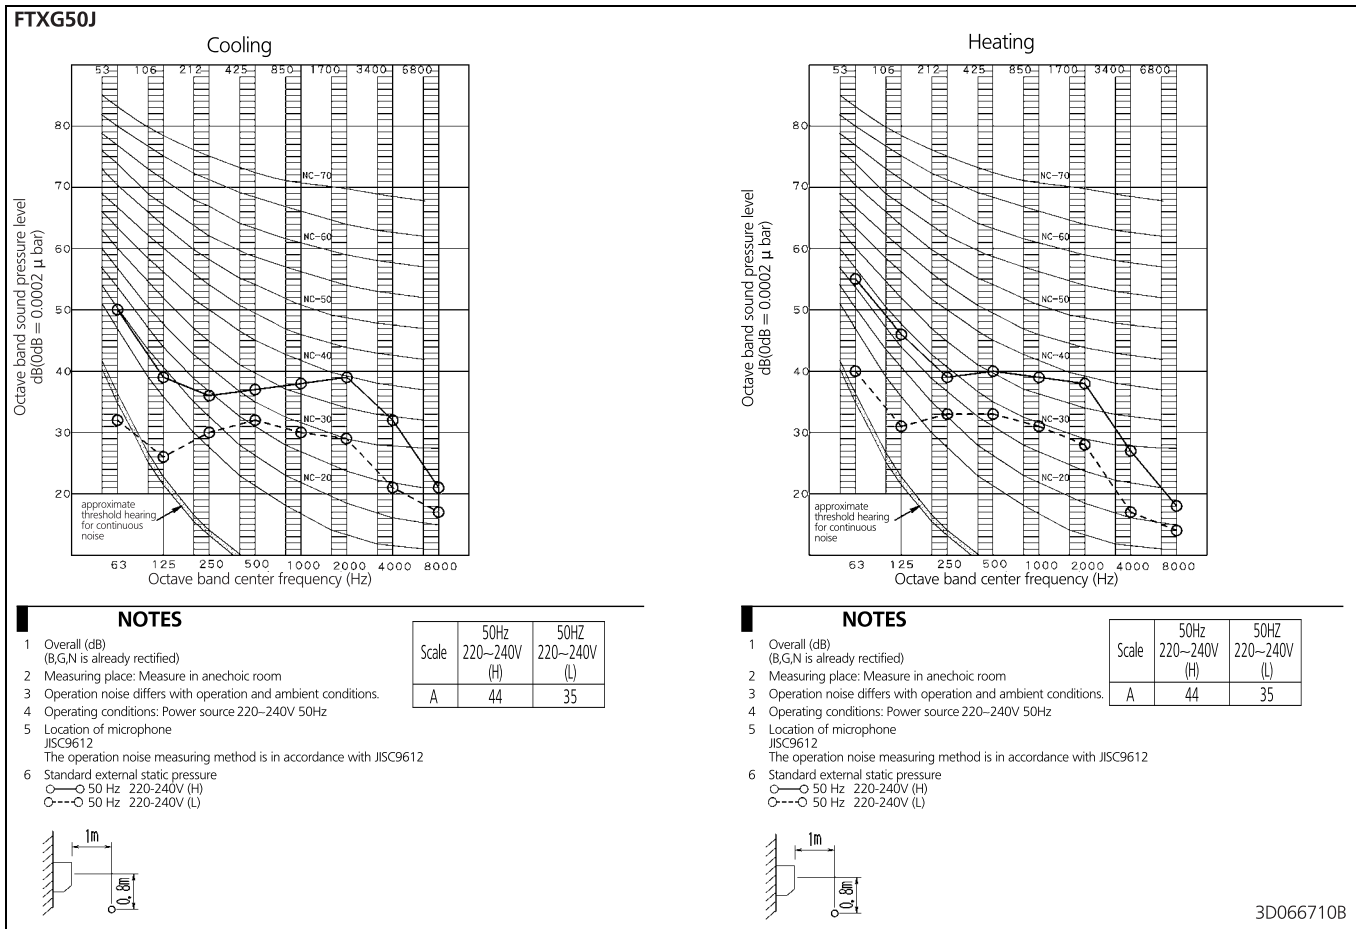 FTXG50J
Cooling
53 106 212 425 850 1700 3400 6800
80
70
60
50
40
30
20
NC-70
NC-60
NC-50
NC-40
NC-30
NC-20
Octave band sound pressure level
dB(0dB = 0.0002 µ bar)
approximate
threshold hearing
for continuous
noise
63 125 250 500 1000 2000 4000 8000
Octave band center frequency (Hz)
Heating
53 106 212 425 850 1700 3400 6800
80
70
60
50
40
30
20
NC-70
NC-60
NC-50
NC-40
NC-30
NC-20
Octave band sound pressure level
dB(0dB = 0.0002 µ bar)
approximate
threshold hearing
for continuous
noise
63 125 250 500 1000 2000 4000 8000
Octave band center frequency (Hz)
NOTES
1 Overall (dB)
(B,G,N is already rectified)
2 Measuring place: Measure in anechoic room
3 Operation noise differs with operation and ambient conditions.
4 Operating conditions: Power source 220~240V 50Hz
5 Location of microphone
JISC9612
The operation noise measuring method is in accordance with JISC9612
6 Standard external static pressure
50 Hz 220-240V (H)
50 Hz 220-240V (L)
Scale 50Hz 220~240V (H) 50HZ 220~240V (L)
A 44 35
1m
0.8m
NOTES
1 Overall (dB)
(B,G,N is already rectified)
2 Measuring place: Measure in anechoic room
3 Operation noise differs with operation and ambient conditions.
4 Operating conditions: Power source 220~240V 50Hz
5 Location of microphone
JISC9612
The operation noise measuring method is in accordance with JISC9612
6 Standard external static pressure
50 Hz 220-240V (H)
50 Hz 220-240V (L)
Scale 50Hz 220~240V (H) 50HZ 220~240V (L)
A 44 35
1m
0.8m
3D066710B